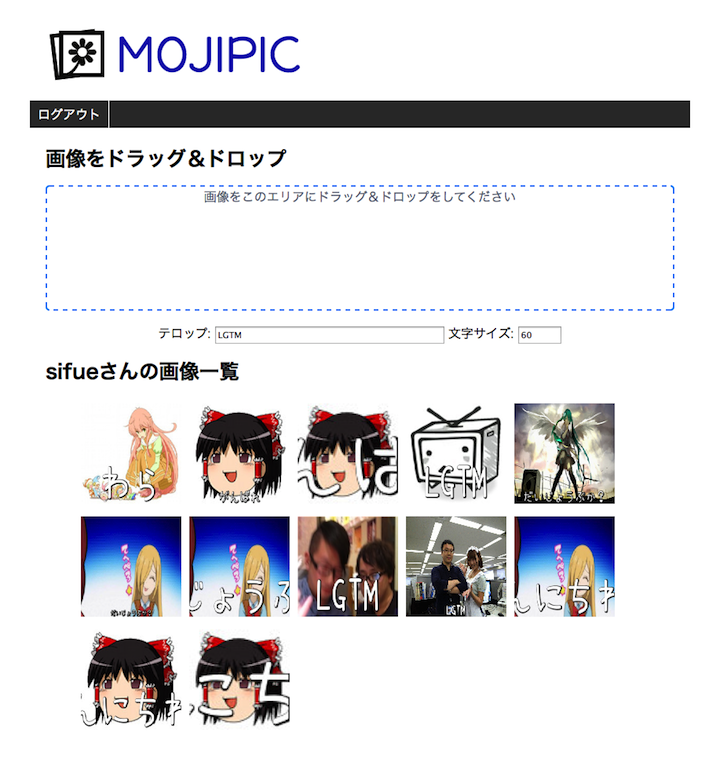 MOJIPIC
ログアウト
画像をドラッグ&ドロップ
画像をこのエリアにドラッグ&ドロップをしてください
テロップ: LGTM 文字サイズ: 60
sifueさんの画像一覧
わら
がんばれ
んは
LGTM
だいじょうぶか?
じょうふ
LGTM
LGTM
んにちわ
んにちわ
こち